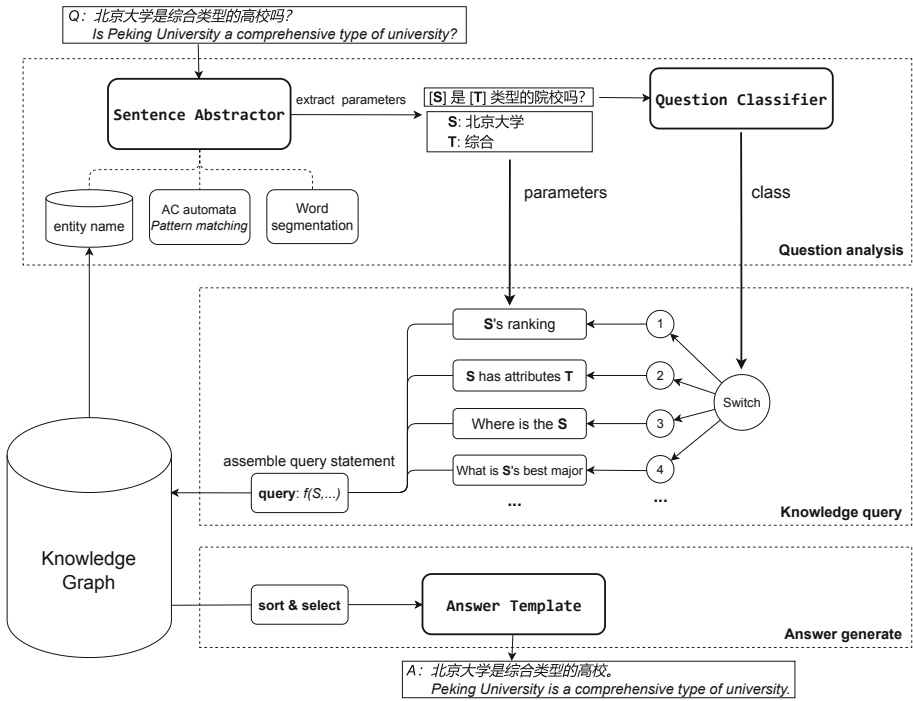 Q：北京大学是综合类型的高校吗?
Is Peking University a comprehensive type of university?
Sentence Abstractor
extract parameters
[S] 是 [T] 类型的院校吗?
S: 北京大学
T: 综合
Question Classifier
entity name
AC automata
Pattern matching
Word
segmentation
parameters
class
Question analysis
S's ranking
1
S has attributes T
2
Switch
Where is the S
3
What is S's best major
4
...
...
assemble query statement
query: f(S,...)
Knowledge query
Knowledge
Graph
sort & select
Answer Template
Answer generate
A：北京大学是综合类型的高校。
Peking University is a comprehensive type of university.